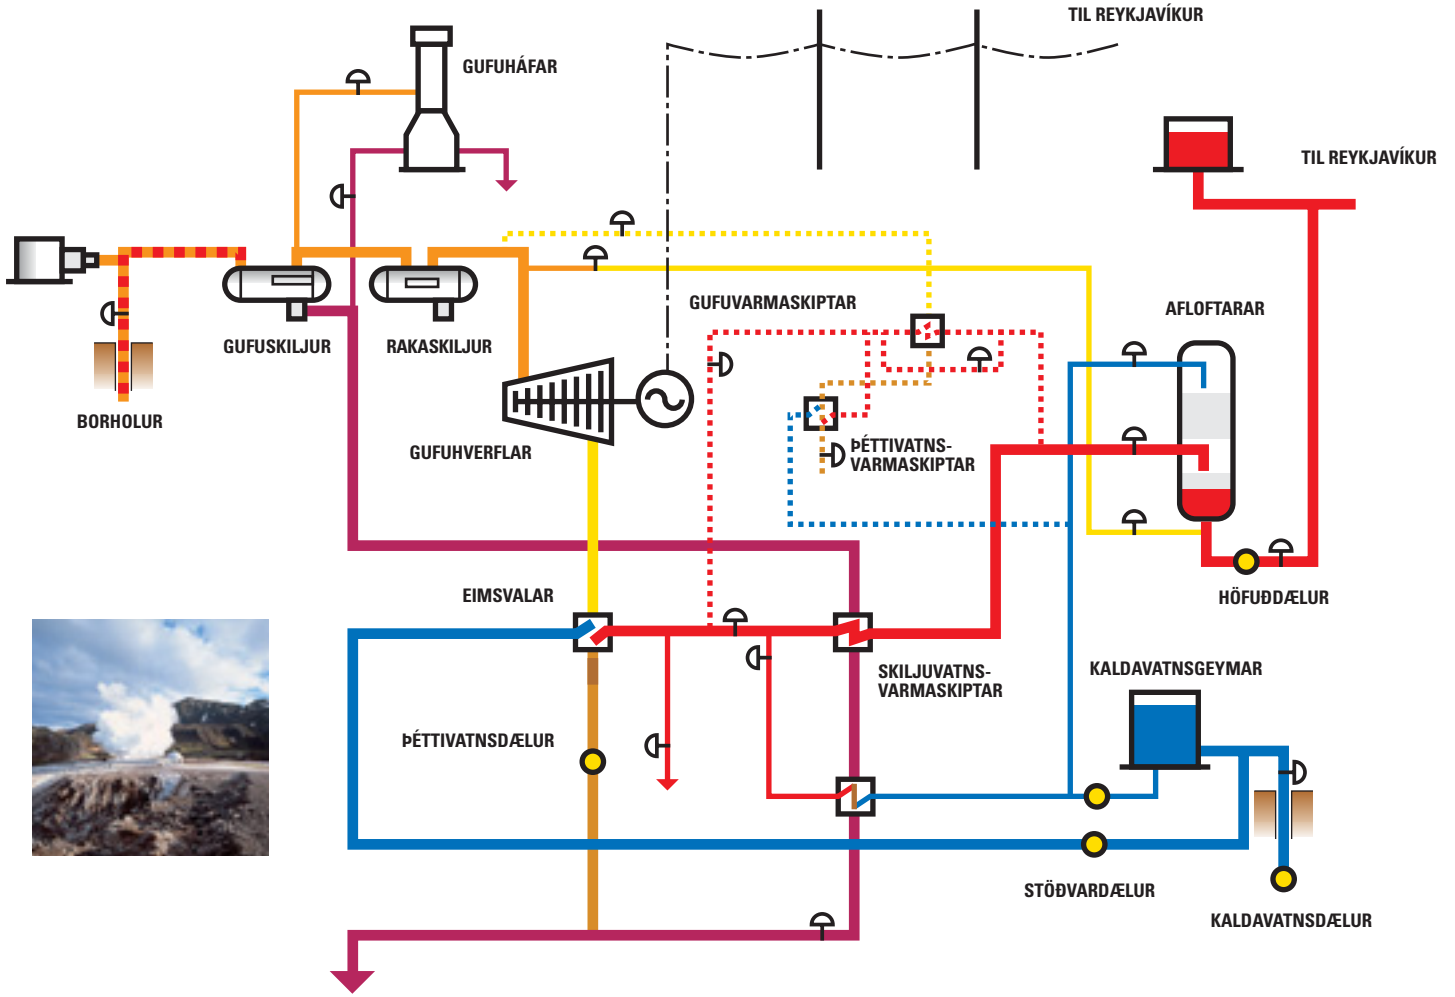 TIL REYKJAVÍKUR
GUFUHÁFAR
TIL REYKJAVÍKUR
GUFUVARMASKIPTAR
AFLOFTARAR
GUFUSKILJUR
RAKASKILJUR
BORHOLUR
GUFUHVERFLAR
ÞÉTTIVATNS-
VARMASKIPTAR
EIMSVALAR
HÖFUÐDÆLUR
SKILJUVATNS-
VARMASKIPTAR
KALDAVATNSGEYMAR
ÞÉTTIVATNSDÆLUR
STÖÐVARDÆLUR
KALDAVATNSDÆLUR